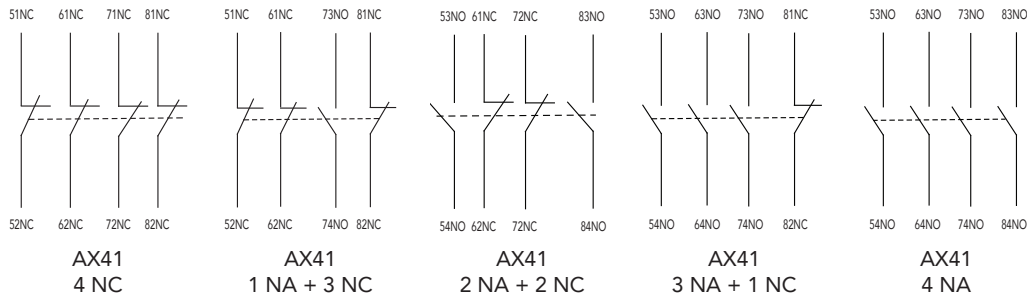 51NC 61NC 71NC 81NC 51NC 61NC 73NO 81NC 53NO 61NC 72NC 83NO 53NO 63NO 73NO 81NC 53NO 63NO 73NO 83NO
52NC 62NC 72NC 82NC 52NC 62NC 74NO 82NC 54NO 62NC 72NC 84NO 54NO 64NO 74NO 82NC 54NO 64NO 74NO 84NO
AX41 AX41 AX41 AX41 AX41
4 NC 1 NA + 3 NC 2 NA + 2 NC 3 NA + 1 NC 4 NA